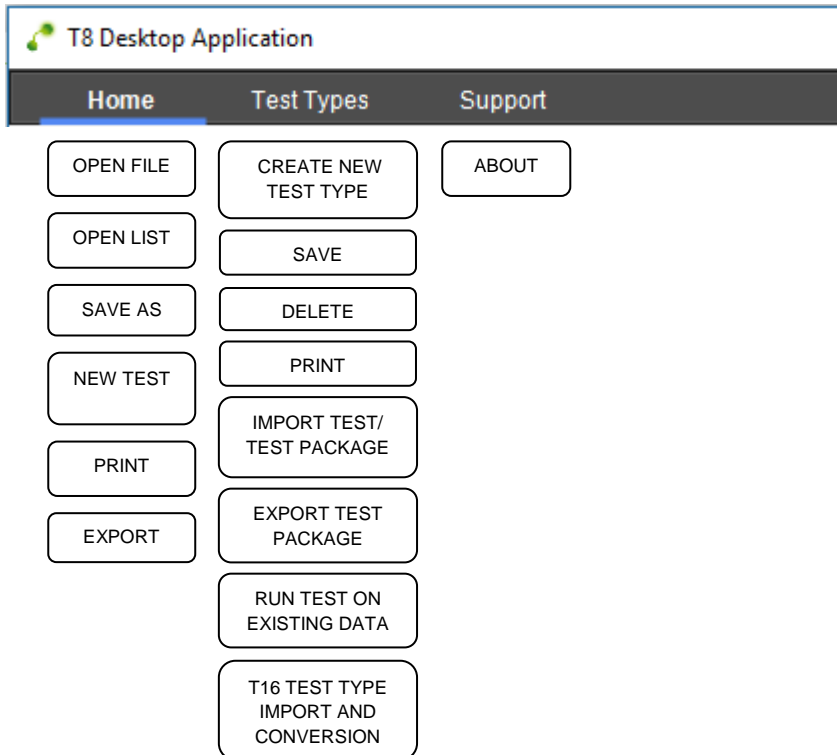 T8 Desktop Application
Home Test Types Support
OPEN FILE
OPEN LIST
SAVE AS
NEW TEST
PRINT
EXPORT
CREATE NEW
TEST TYPE
SAVE
DELETE
PRINT
IMPORT TEST/
TEST PACKAGE
EXPORT TEST
PACKAGE
RUN TEST ON
EXISTING DATA
T16 TEST TYPE
IMPORT AND
CONVERSION
ABOUT